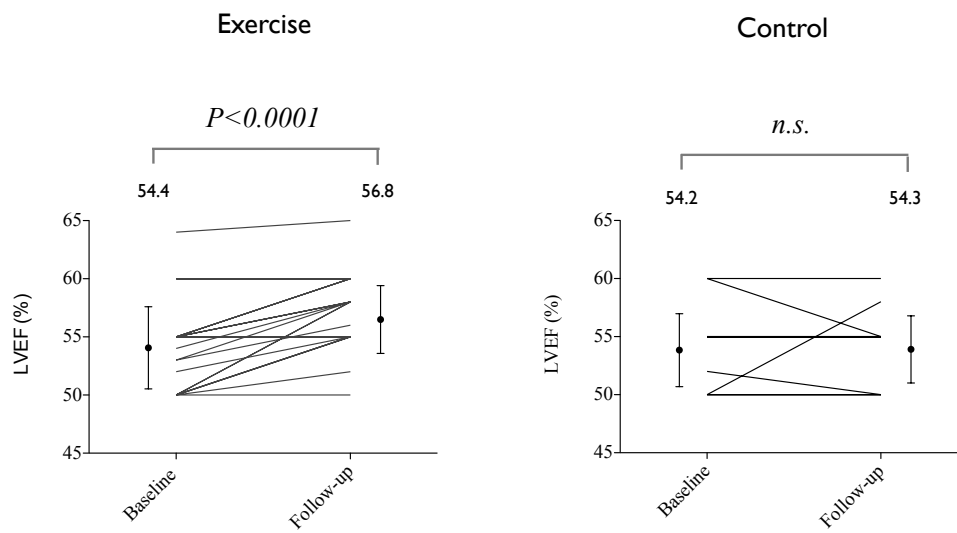 Exercise
P<0.0001
54.4
56.8
65
60
55
50
45
LVEF (%)
Baseline
Follow-up
Control
n.s.
54.2
54.3
65
60
55
50
45
LVEF (%)
Baseline
Follow-up